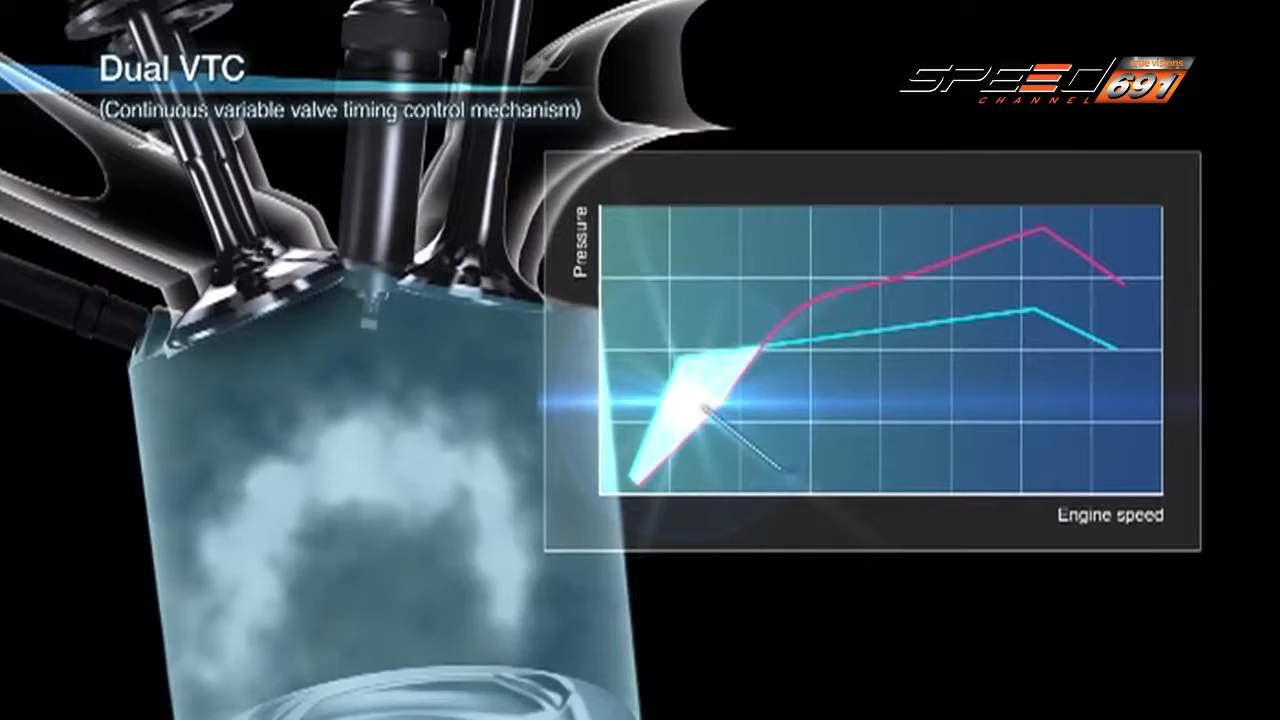 Dual VTC
(Continuous variable valve timing control mechanism)
true visions
SPEED
CHANNEL
691
Pressure
Engine speed